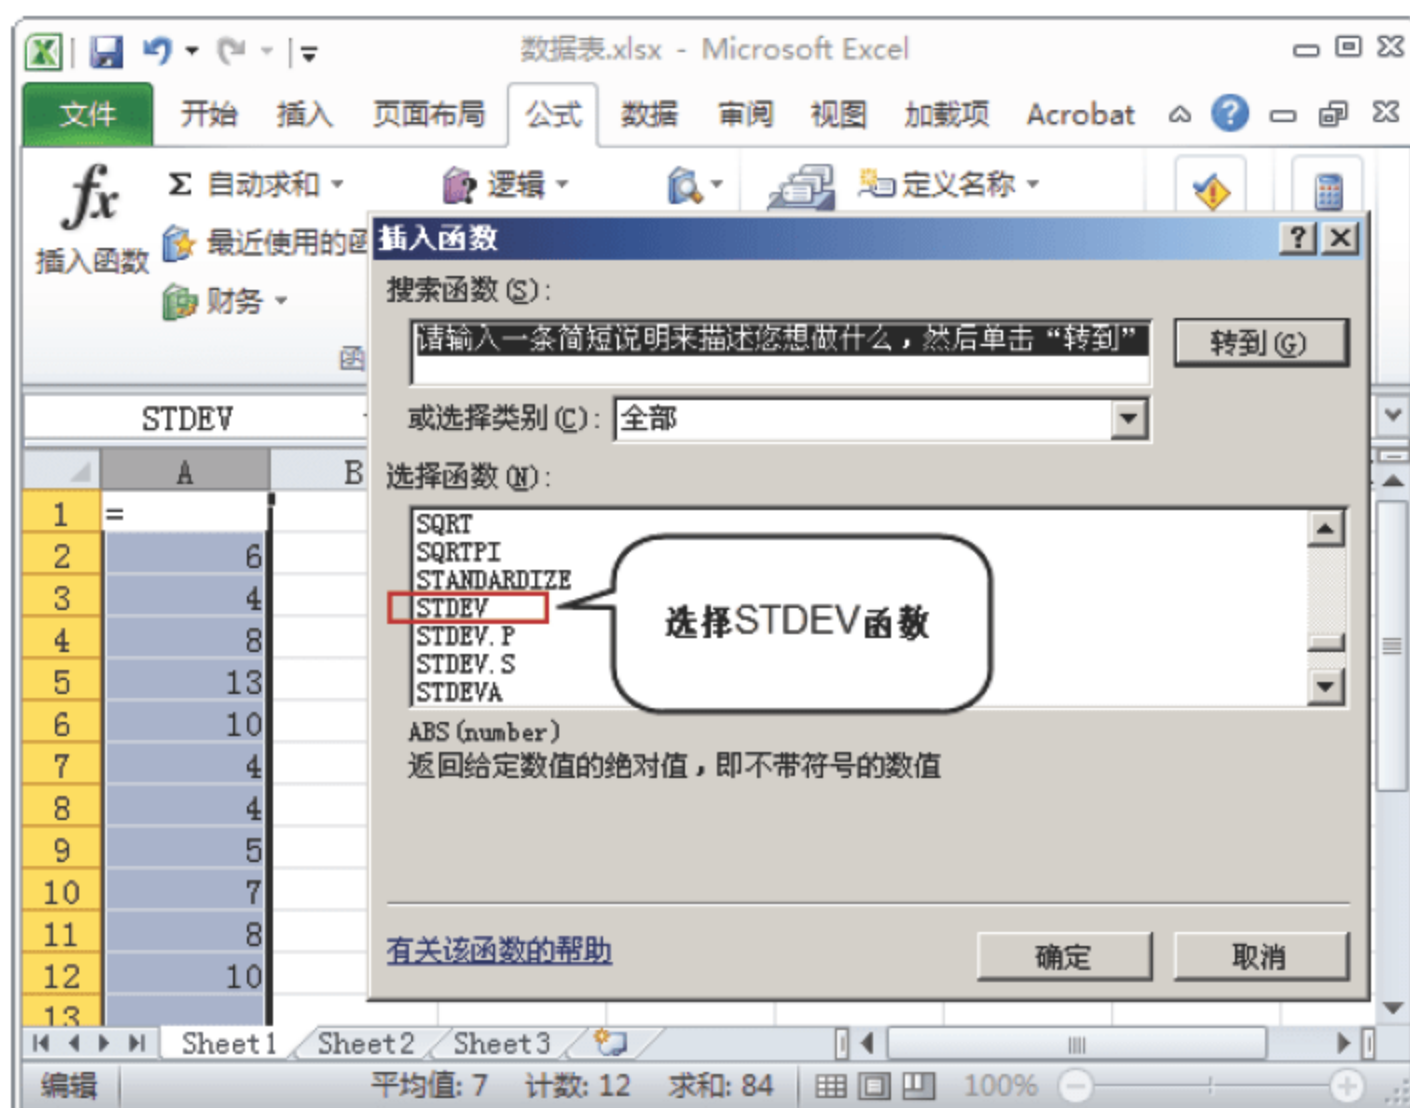 数据表.xlsx - Microsoft Excel
文件 开始 插入 页面布局 公式 数据 审阅 视图 加载项 Acrobat
fx Σ 自动求和 逻辑 定义名称
插入函数 最近使用的函
财务
函
插入函数
搜索函数(S):
请输入一条简短说明来描述您想做什么，然后单击“转到”
转到(G)
或选择类别(C): 全部
选择函数(N):
SQRT
SQRTPI
STANDARDIZE
STDEV
STDEV.P
STDEV.S
STDEVA
选择STDEV函数
ABS(number)
返回给定数值的绝对值，即不带符号的数值
有关该函数的帮助
确定 取消
STDEV
A B
1 =
2 6
3 4
4 8
5 13
6 10
7 4
8 4
9 5
10 7
11 8
12 10
13
Sheet1 Sheet2 Sheet3
编辑 平均值: 7 计数: 12 求和: 84 100%